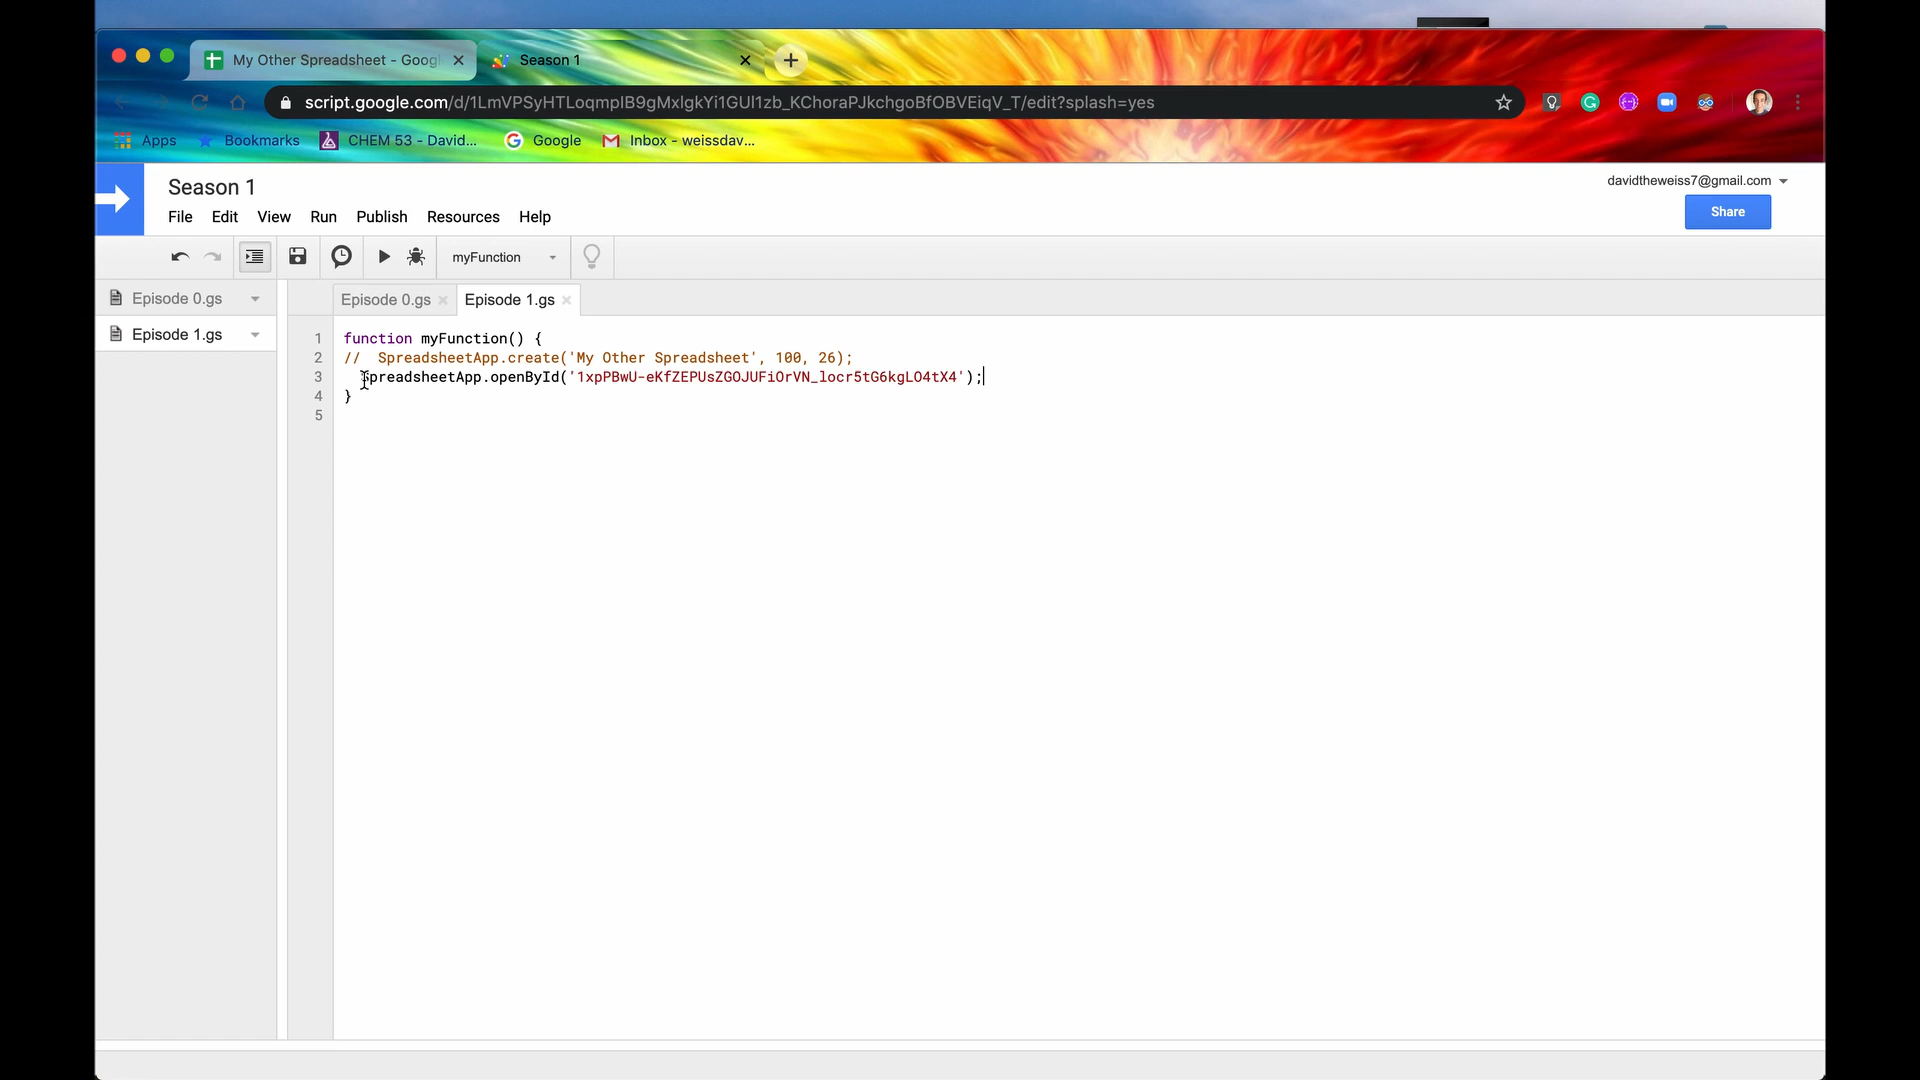 My Other Spreadsheet - Goog
Season 1
script.google.com/d/1LmVPSyHTLoqmpIB9gMxlgkYi1GUl1zb_KChoraPJkchgoBfOBVEiqV_T/edit?splash=yes
Apps
Bookmarks
CHEM 53 - David...
Google
Inbox - weissdav...
Season 1
davidtheweiss7@gmail.com
File Edit View Run Publish Resources Help
Share
myFunction
Episode 0.gs
Episode 1.gs
Episode 0.gs
Episode 1.gs
1 function myFunction() {
2 //  SpreadsheetApp.create('My Other Spreadsheet', 100, 26);
3 SpreadsheetApp.openById('1xpPBwU-eKfZEPUsZGOJUFiOrVN_locr5tG6kgLO4tX4');
4 }
5